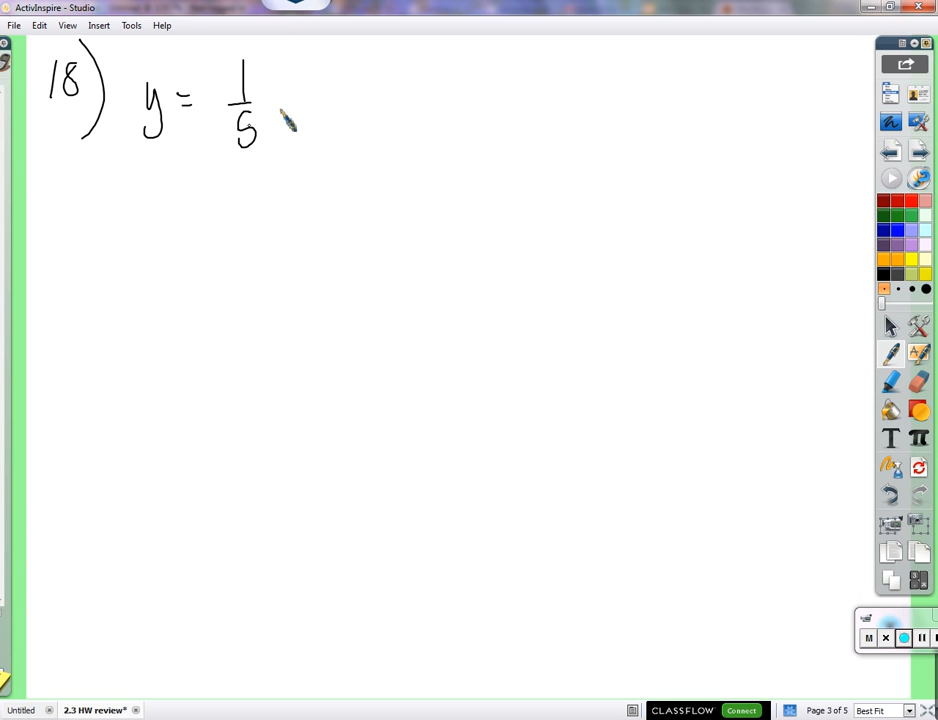 ActivInspire - Studio
File Edit View Insert Tools Help
18) y = 1/5
M
Untitled 2.3 HW review* CLASSFLOW Connect Page 3 of 5 Best Fit